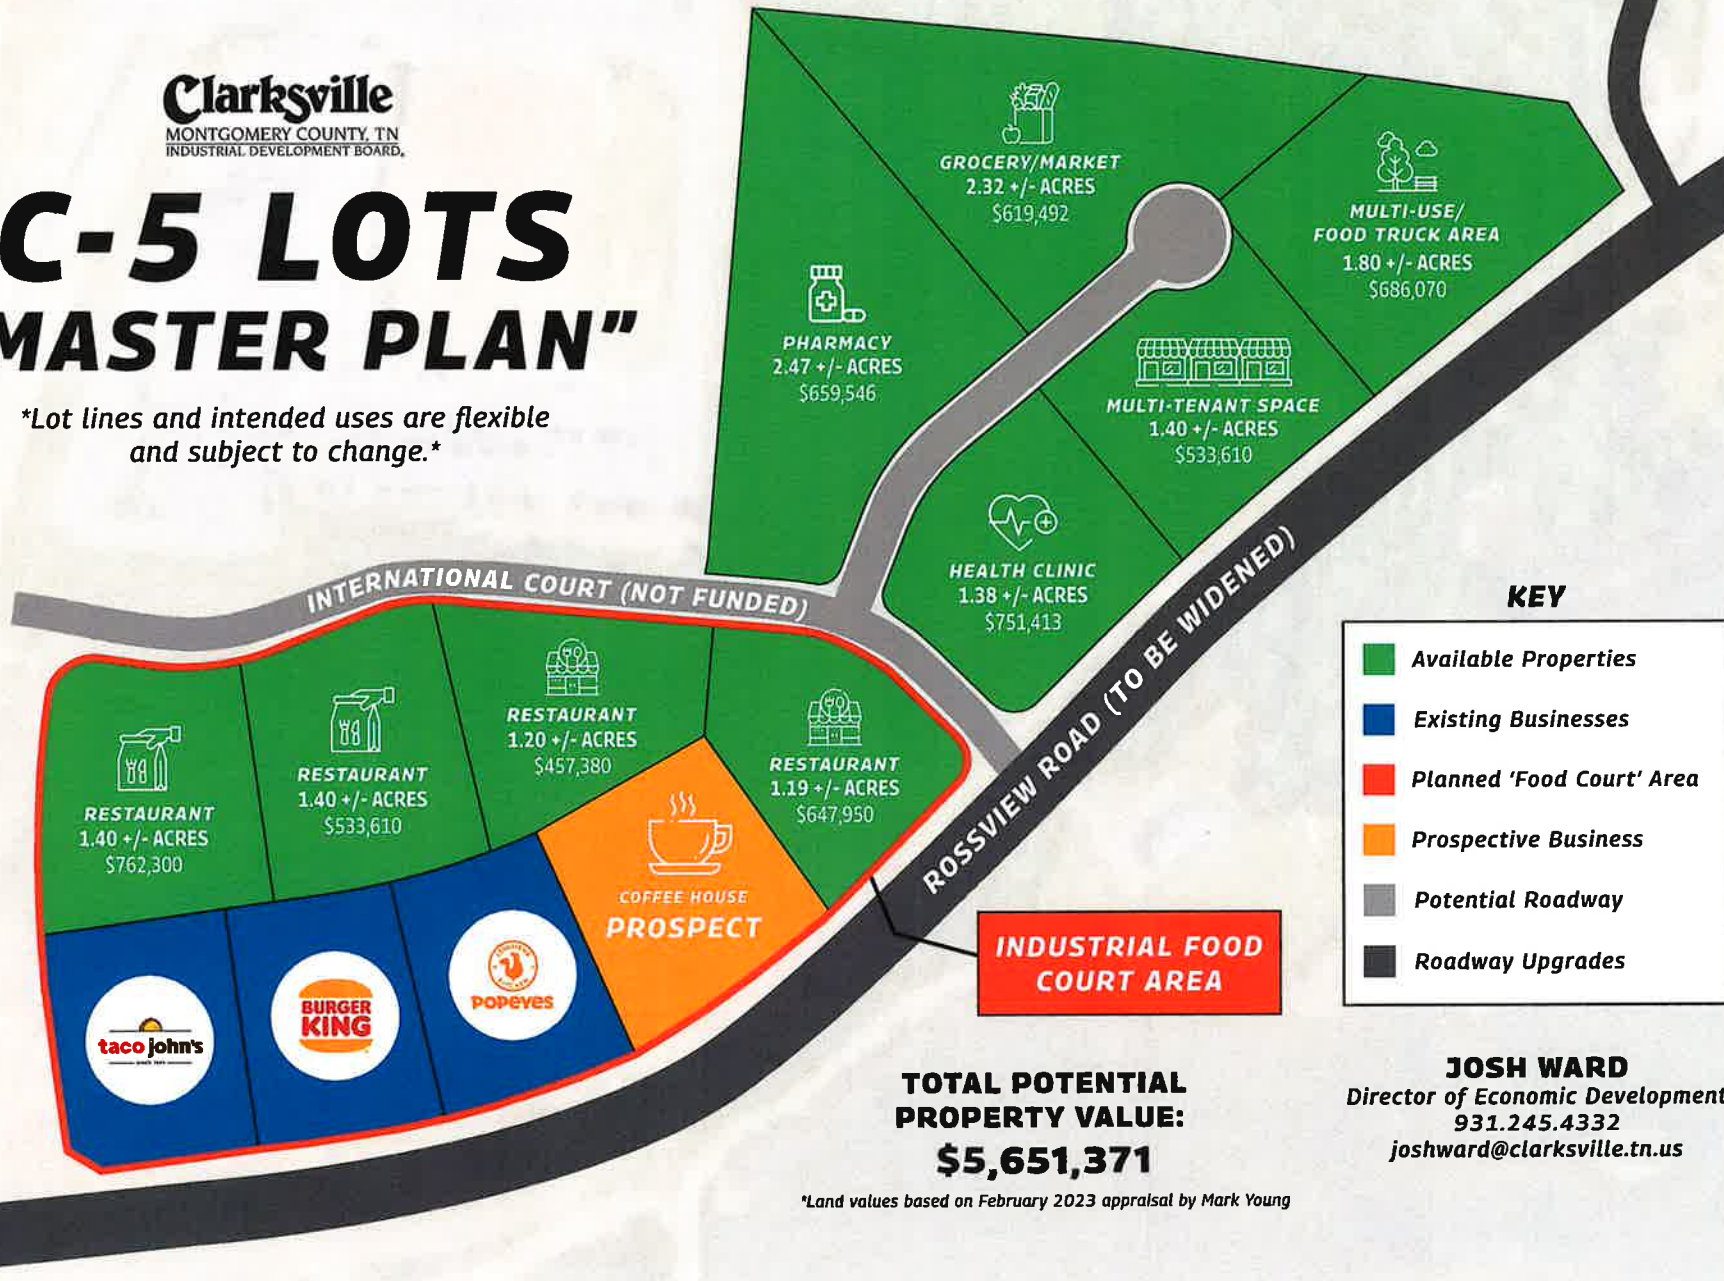 Clarksville
MONTGOMERY COUNTY, TN
INDUSTRIAL DEVELOPMENT BOARD
C-5 LOTS
MASTER PLAN”
*Lot lines and intended uses are flexible
and subject to change.*
GROCERY/MARKET
2.32 +/- ACRES
$619,492
MULTI-USE/
FOOD TRUCK AREA
1.80 +/- ACRES
$686,070
PHARMACY
2.47 +/- ACRES
$659,546
MULTI-TENANT SPACE
1.40 +/- ACRES
$533,610
HEALTH CLINIC
1.38 +/- ACRES
$751,413
INTERNATIONAL COURT (NOT FUNDED)
ROSSVIEW ROAD (TO BE WIDENED)
RESTAURANT
1.40 +/- ACRES
$762,300
RESTAURANT
1.40 +/- ACRES
$533,610
RESTAURANT
1.20 +/- ACRES
$457,380
RESTAURANT
1.19 +/- ACRES
$647,950
COFFEE HOUSE
PROSPECT
taco john's
BURGER
KING
POPEYES
INDUSTRIAL FOOD
COURT AREA
KEY
Available Properties
Existing Businesses
Planned 'Food Court' Area
Prospective Business
Potential Roadway
Roadway Upgrades
TOTAL POTENTIAL
PROPERTY VALUE:
$5,651,371
*Land values based on February 2023 appraisal by Mark Young
JOSH WARD
Director of Economic Development
931.245.4332
joshward@clarksville.tn.us